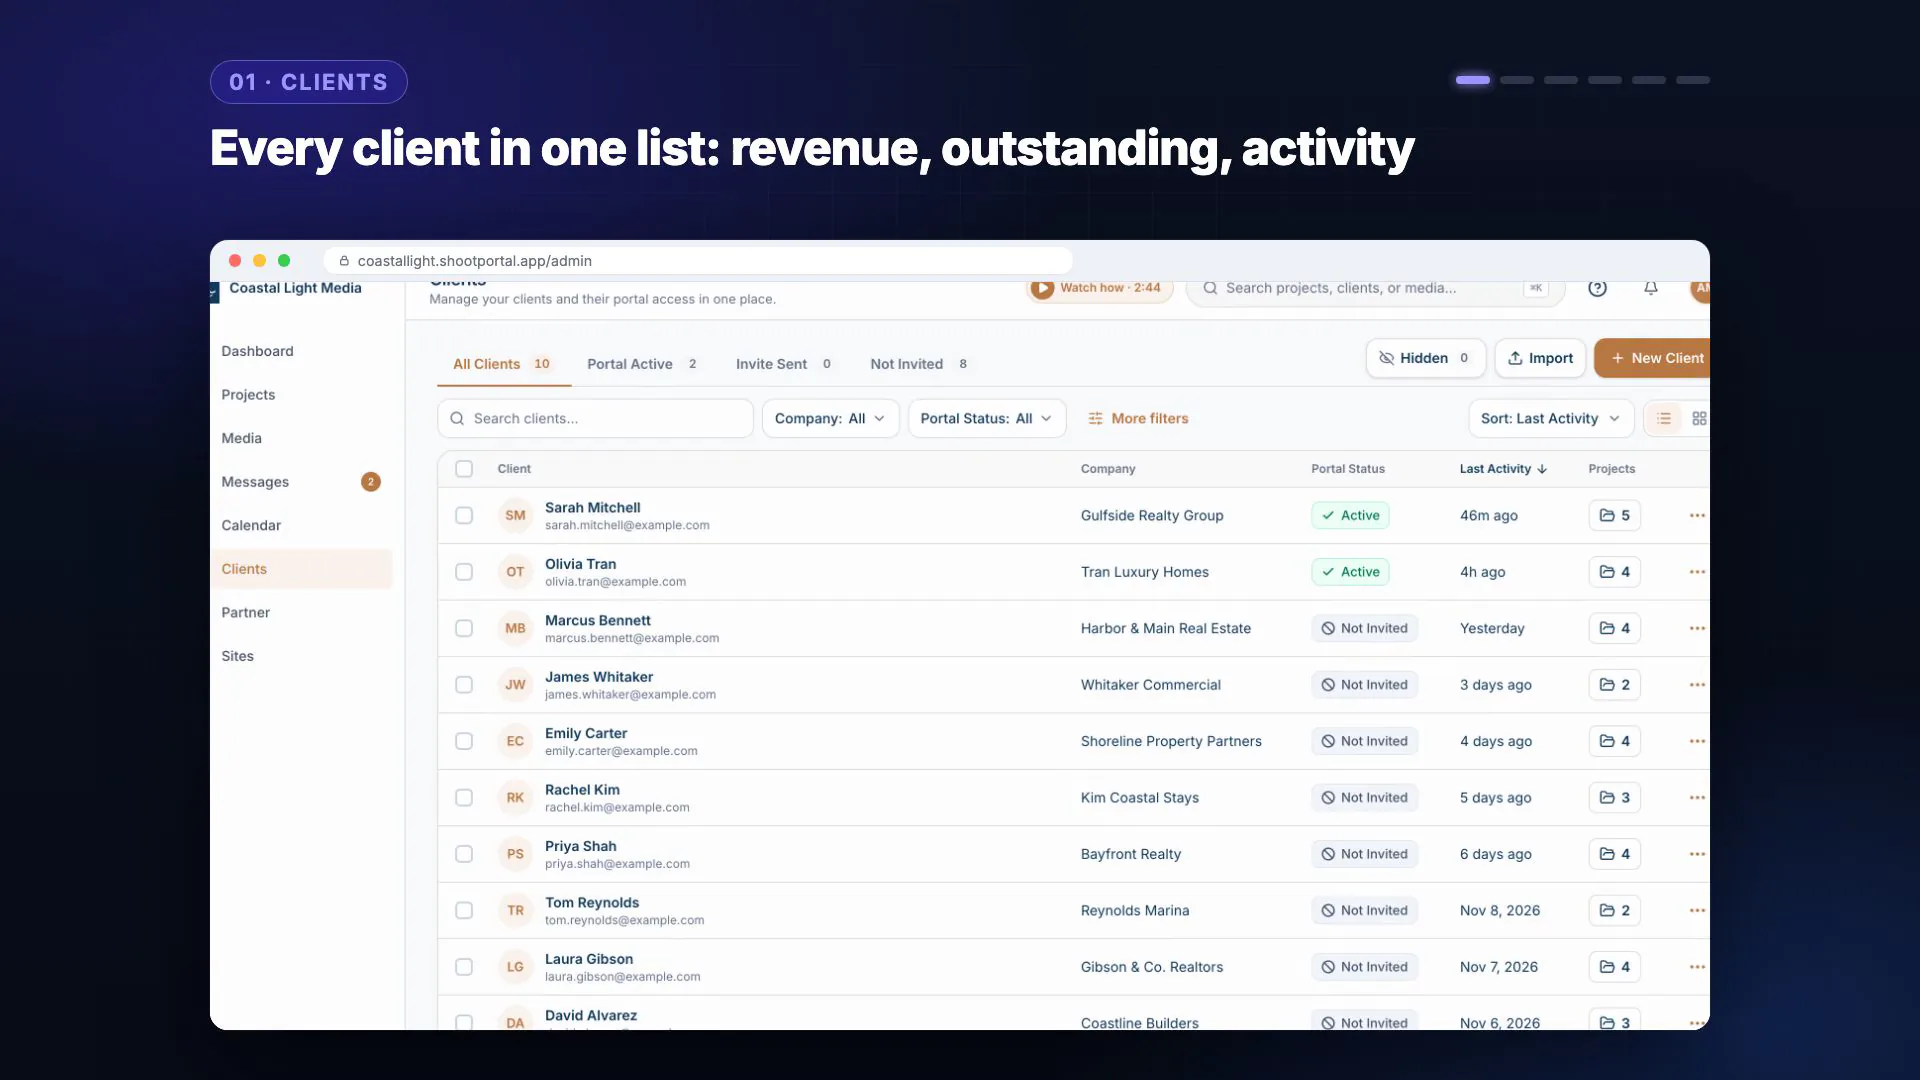 01 · CLIENTS
Every client in one list: revenue, outstanding, activity
coastallight.shootportal.app/admin
Coastal Light Media
Clients
Manage your clients and their portal access in one place.
Watch how · 2:44
Search projects, clients, or media...
⌘K
Dashboard
Projects
Media
Messages 2
Calendar
Clients
Partner
Sites
All Clients 10 Portal Active 2 Invite Sent 0 Not Invited 8
Hidden 0 Import + New Client
Search clients... Company: All Portal Status: All More filters Sort: Last Activity
Client Company Portal Status Last Activity ↓ Projects
SM Sarah Mitchell Gulfside Realty Group Active 46m ago 5
sarah.mitchell@example.com
OT Olivia Tran Tran Luxury Homes Active 4h ago 4
olivia.tran@example.com
MB Marcus Bennett Harbor & Main Real Estate Not Invited Yesterday 4
marcus.bennett@example.com
JW James Whitaker Whitaker Commercial Not Invited 3 days ago 2
james.whitaker@example.com
EC Emily Carter Shoreline Property Partners Not Invited 4 days ago 4
emily.carter@example.com
RK Rachel Kim Kim Coastal Stays Not Invited 5 days ago 3
rachel.kim@example.com
PS Priya Shah Bayfront Realty Not Invited 6 days ago 4
priya.shah@example.com
TR Tom Reynolds Reynolds Marina Not Invited Nov 8, 2026 2
tom.reynolds@example.com
LG Laura Gibson Gibson & Co. Realtors Not Invited Nov 7, 2026 4
laura.gibson@example.com
DA David Alvarez Coastline Builders Not Invited Nov 6, 2026 3